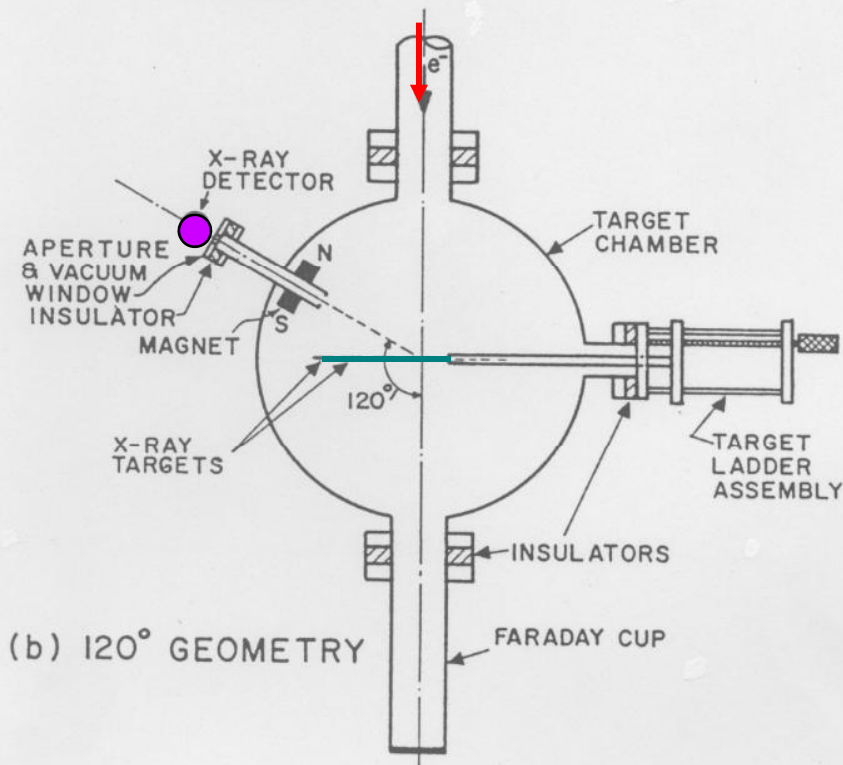 e-
X-RAY
DETECTOR
APERTURE
& VACUUM
WINDOW
INSULATOR
N
S
MAGNET
TARGET
CHAMBER
120°
X-RAY
TARGETS
TARGET
LADDER
ASSEMBLY
INSULATORS
(b) 120° GEOMETRY
FARADAY CUP